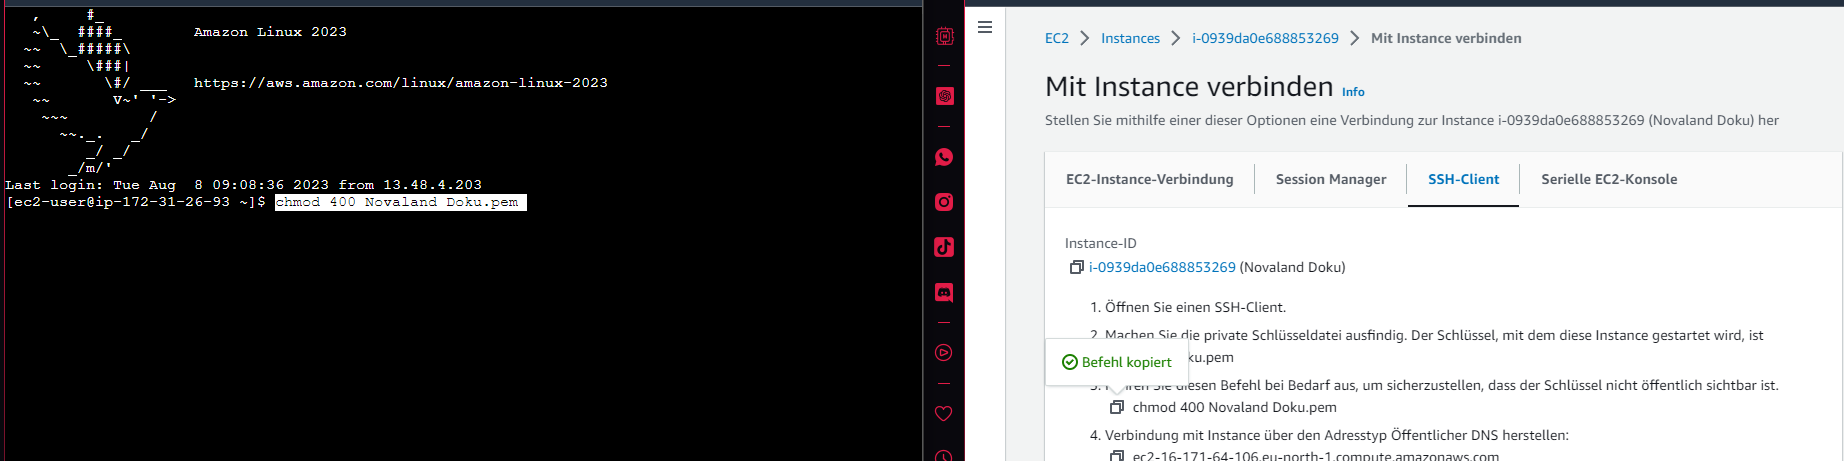 Amazon Linux 2023
https://aws.amazon.com/linux/amazon-linux-2023
Last login: Tue Aug  8 09:08:36 2023 from 13.48.4.203
[ec2-user@ip-172-31-26-93 ~]$ chmod 400 Novaland Doku.pem
EC2 > Instances > i-0939da0e688853269 > Mit Instance verbinden
Mit Instance verbinden Info
Stellen Sie mithilfe einer dieser Optionen eine Verbindung zur Instance i-0939da0e688853269 (Novaland Doku) her
EC2-Instance-Verbindung
Session Manager
SSH-Client
Serielle EC2-Konsole
Instance-ID
i-0939da0e688853269 (Novaland Doku)
1. Öffnen Sie einen SSH-Client.
2. Machen Sie die private Schlüsseldatei ausfindig. Der Schlüssel, mit dem diese Instance gestartet wird, ist
ku.pem
Befehl kopiert
Sie diesen Befehl bei Bedarf aus, um sicherzustellen, dass der Schlüssel nicht öffentlich sichtbar ist.
chmod 400 Novaland Doku.pem
4. Verbindung mit Instance über den Adresstyp Öffentlicher DNS herstellen:
ec2-16-171-64-106.eu-north-1.compute.amazonaws.com